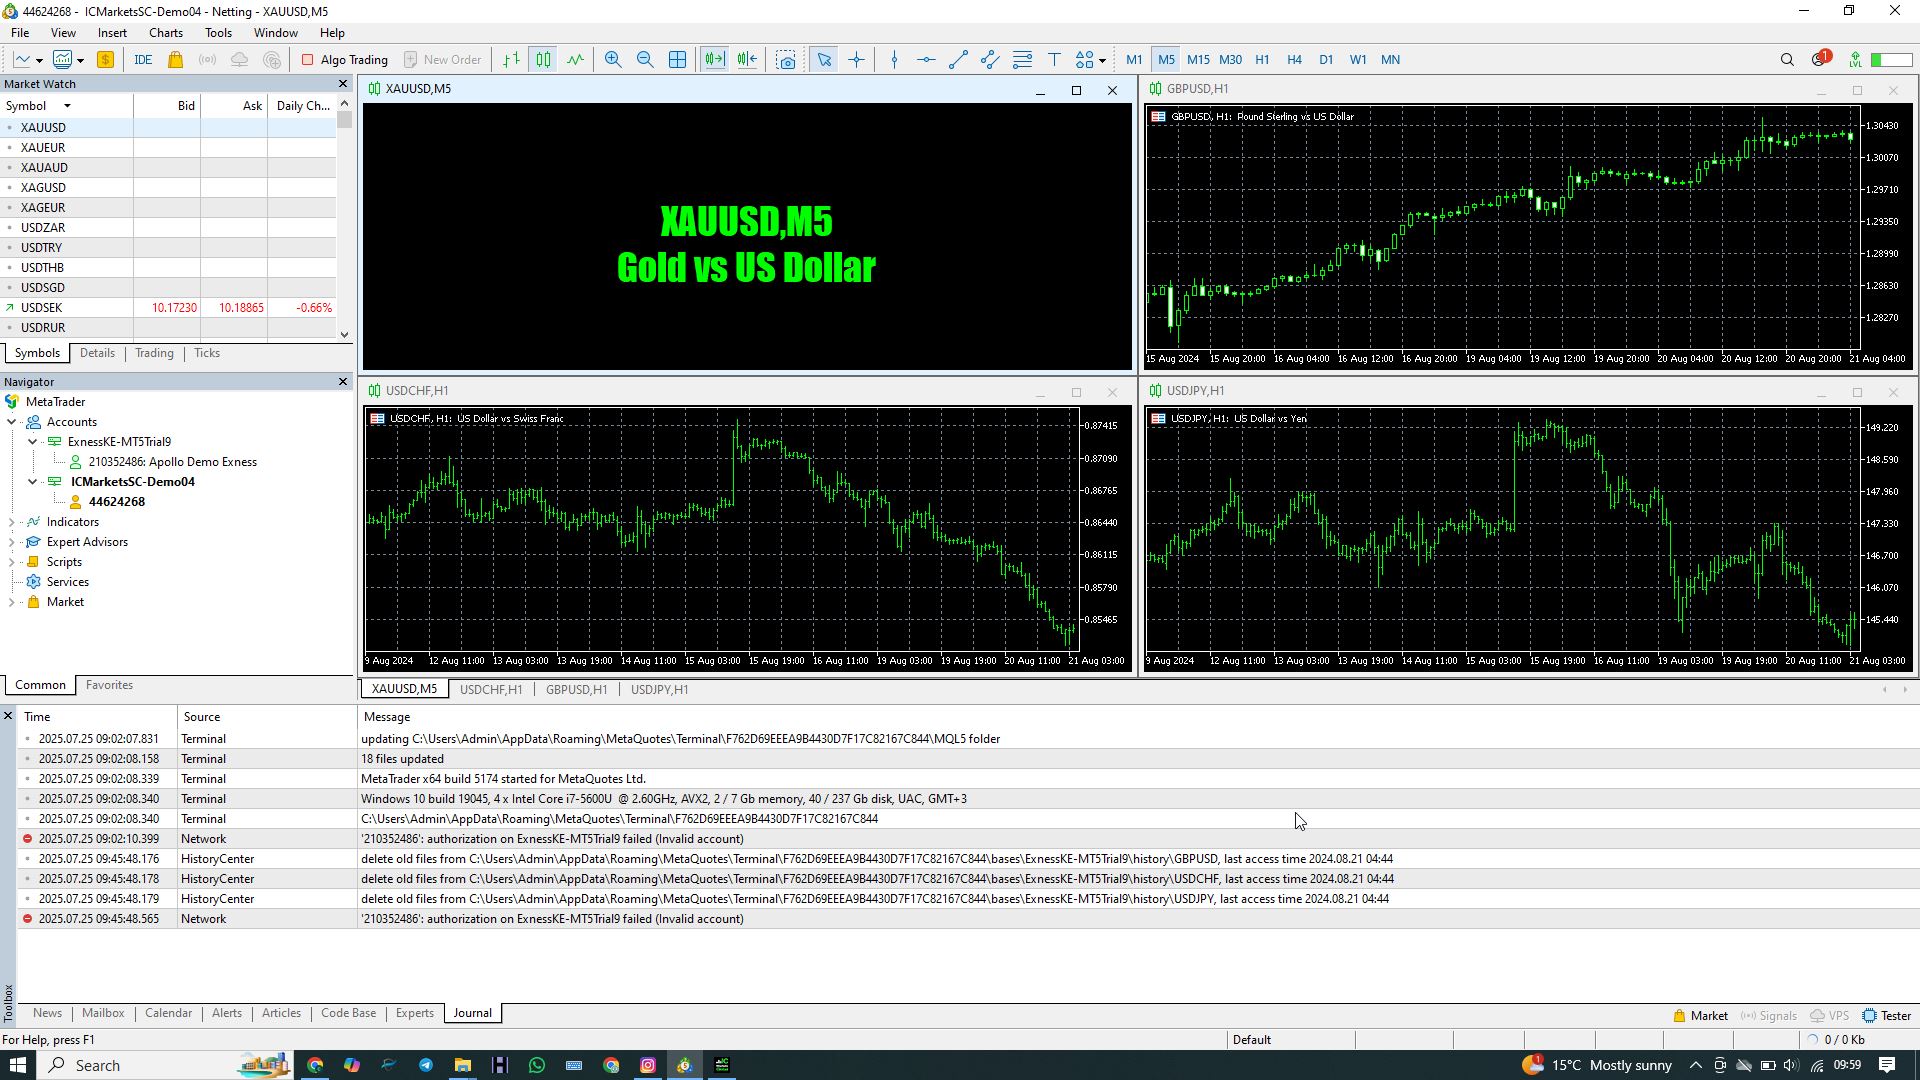 44624268 - ICMarketsSC-Demo04 - Netting - XAUUSD,M5
File View Insert Charts Tools Window Help
IDE Algo Trading New Order M1 M5 M15 M30 H1 H4 D1 W1 MN 1 LVL
Market Watch
Symbol Bid Ask Daily Ch...
XAUUSD
XAUEUR
XAUAUD
XAGUSD
XAGEUR
USDZAR
USDTRY
USDTHB
USDSGD
USDSEK 10.17230 10.18865 -0.66%
USDRUR
Symbols Details Trading Ticks
Navigator
MetaTrader
Accounts
ExnessKE-MT5Trial9
210352486: Apollo Demo Exness
ICMarketsSC-Demo04
44624268
Indicators
Expert Advisors
Scripts
Services
Market
Common Favorites
XAUUSD,M5
XAUUSD,M5
Gold vs US Dollar
GBPUSD,H1
GBPUSD, H1: Pound Sterling vs US Dollar
1.30430
1.30070
1.29710
1.29350
1.28990
1.28630
1.28270
15 Aug 2024 15 Aug 20:00 16 Aug 04:00 16 Aug 12:00 16 Aug 20:00 19 Aug 04:00 19 Aug 12:00 19 Aug 20:00 20 Aug 04:00 20 Aug 12:00 20 Aug 20:00 21 Aug 04:00
USDCHF,H1
USDCHF, H1: US Dollar vs Swiss Franc
0.87415
0.87090
0.86765
0.86440
0.86115
0.85790
0.85465
9 Aug 2024 12 Aug 11:00 13 Aug 03:00 13 Aug 19:00 14 Aug 11:00 15 Aug 03:00 15 Aug 19:00 16 Aug 11:00 19 Aug 03:00 19 Aug 19:00 20 Aug 11:00 21 Aug 03:00
USDJPY,H1
USDJPY, H1: US Dollar vs Yen
149.220
148.590
147.960
147.330
146.700
146.070
145.440
9 Aug 2024 12 Aug 11:00 13 Aug 03:00 13 Aug 19:00 14 Aug 11:00 15 Aug 03:00 15 Aug 19:00 16 Aug 11:00 19 Aug 03:00 19 Aug 19:00 20 Aug 11:00 21 Aug 03:00
XAUUSD,M5 USDCHF,H1 GBPUSD,H1 USDJPY,H1
Time Source Message
2025.07.25 09:02:07.831 Terminal updating C:\Users\Admin\AppData\Roaming\MetaQuotes\Terminal\F762D69EEEA9B4430D7F17C82167C844\MQL5 folder
2025.07.25 09:02:08.158 Terminal 18 files updated
2025.07.25 09:02:08.339 Terminal MetaTrader x64 build 5174 started for MetaQuotes Ltd.
2025.07.25 09:02:08.340 Terminal Windows 10 build 19045, 4 x Intel Core i7-5600U @ 2.60GHz, AVX2, 2 / 7 Gb memory, 40 / 237 Gb disk, UAC, GMT+3
2025.07.25 09:02:08.340 Terminal C:\Users\Admin\AppData\Roaming\MetaQuotes\Terminal\F762D69EEEA9B4430D7F17C82167C844
2025.07.25 09:02:10.399 Network '210352486': authorization on ExnessKE-MT5Trial9 failed (Invalid account)
2025.07.25 09:45:48.176 HistoryCenter delete old files from C:\Users\Admin\AppData\Roaming\MetaQuotes\Terminal\F762D69EEEA9B4430D7F17C82167C844\bases\ExnessKE-MT5Trial9\history\GBPUSD, last access time 2024.08.21 04:44
2025.07.25 09:45:48.178 HistoryCenter delete old files from C:\Users\Admin\AppData\Roaming\MetaQuotes\Terminal\F762D69EEEA9B4430D7F17C82167C844\bases\ExnessKE-MT5Trial9\history\USDCHF, last access time 2024.08.21 04:44
2025.07.25 09:45:48.179 HistoryCenter delete old files from C:\Users\Admin\AppData\Roaming\MetaQuotes\Terminal\F762D69EEEA9B4430D7F17C82167C844\bases\ExnessKE-MT5Trial9\history\USDJPY, last access time 2024.08.21 04:44
2025.07.25 09:45:48.565 Network '210352486': authorization on ExnessKE-MT5Trial9 failed (Invalid account)
Toolbox
News Mailbox Calendar Alerts Articles Code Base Experts Journal
Market Signals VPS Tester
For Help, press F1 Default 0 / 0 Kb
Search 1 15°C Mostly sunny 09:59